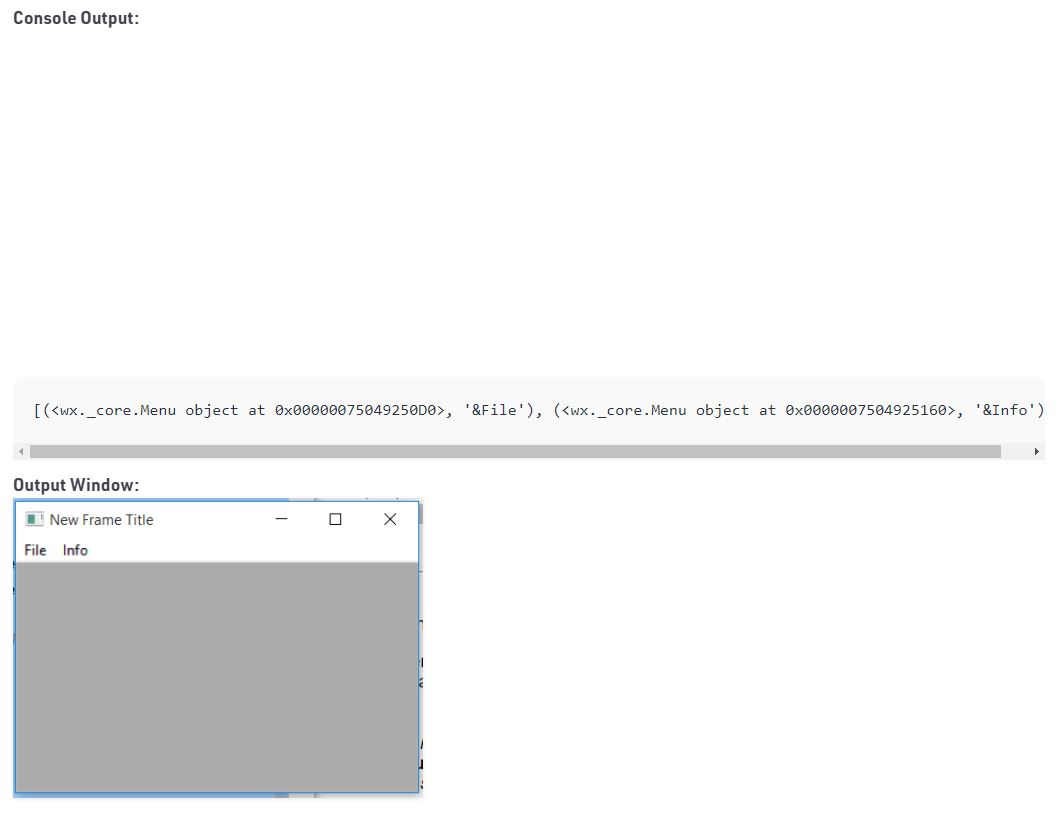 Console Output:
[(<wx._core.Menu object at 0x00000075049250D0>, '&File'), (<wx._core.Menu object at 0x0000007504925160>, '&Info')
Output Window:
New Frame Title
File Info